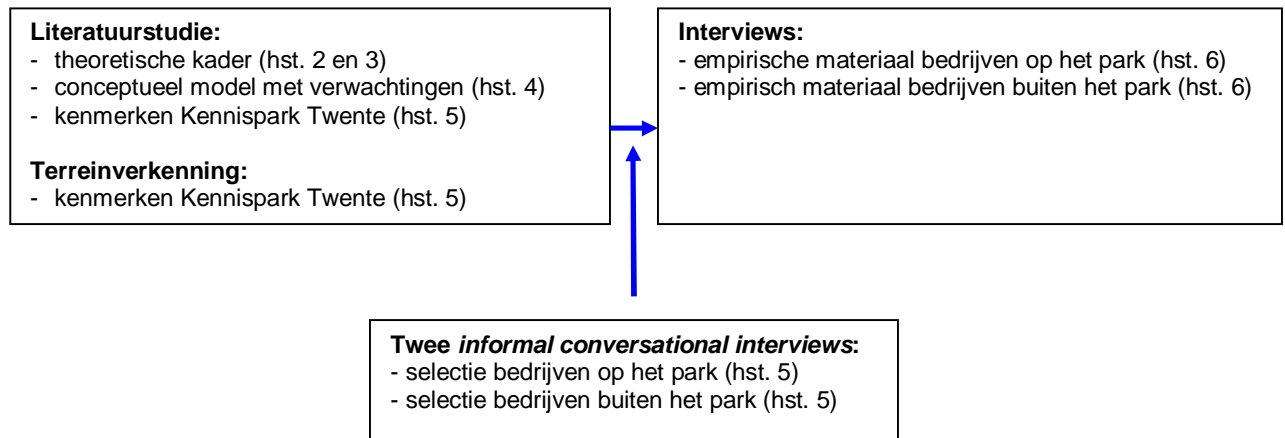 Literatuurstudie:
- theoretische kader (hst. 2 en 3)
- conceptueel model met verwachtingen (hst. 4)
- kenmerken Kennispark Twente (hst. 5)
Terreinverkenning:
- kenmerken Kennispark Twente (hst. 5)
Interviews:
- empirische materiaal bedrijven op het park (hst. 6)
- empirisch materiaal bedrijven buiten het park (hst. 6)
Twee informal conversational interviews:
- selectie bedrijven op het park (hst. 5)
- selectie bedrijven buiten het park (hst. 5)